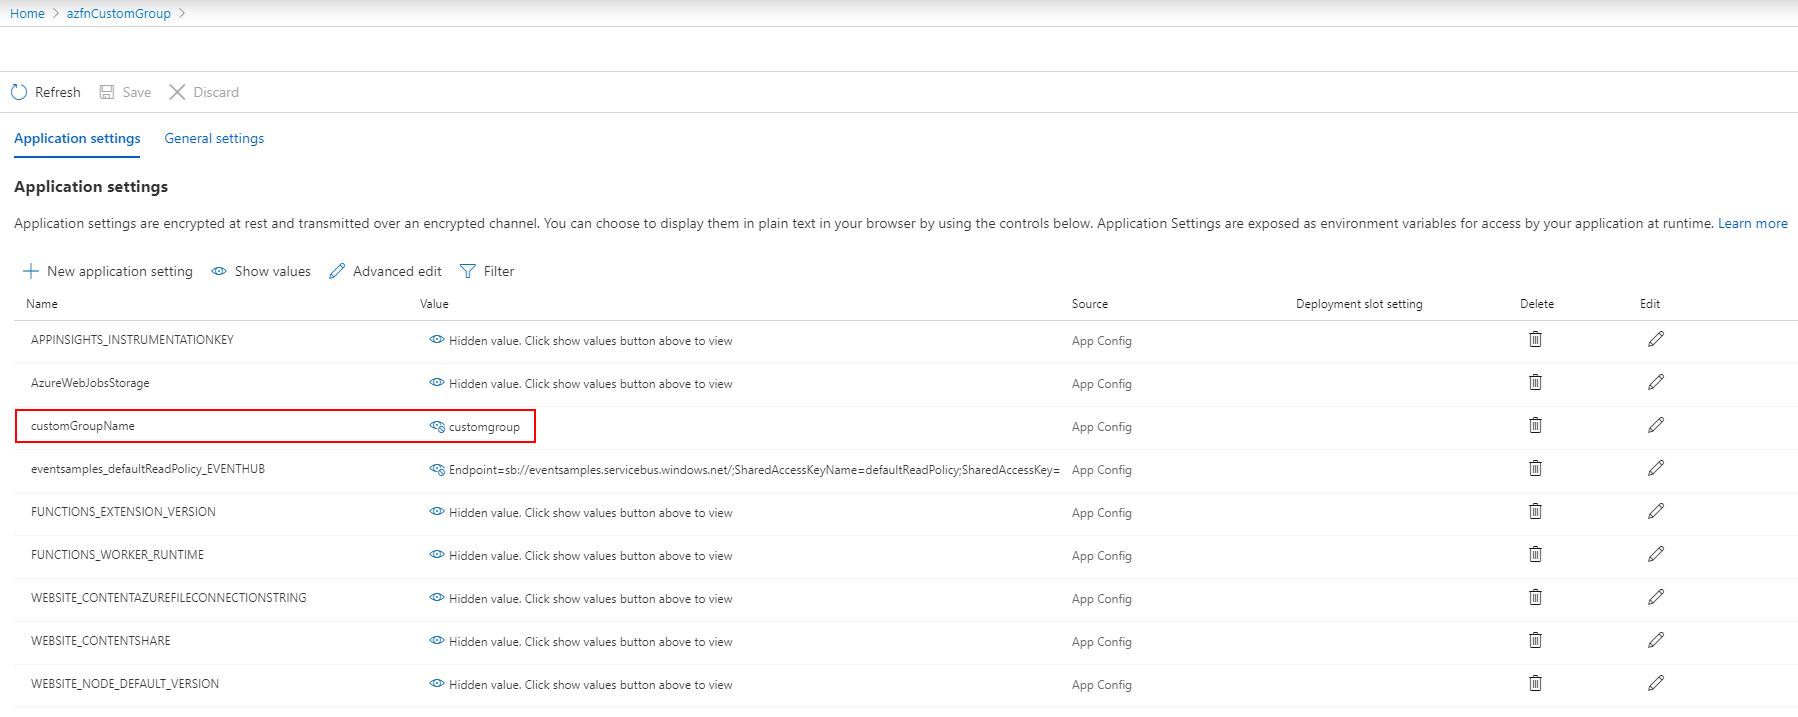 Home > azfnCustomGroup >
Refresh Save Discard
Application settings General settings
Application settings
Application settings are encrypted at rest and transmitted over an encrypted channel. You can choose to display them in plain text in your browser by using the controls below. Application Settings are exposed as environment variables for access by your application at runtime. Learn more
New application setting Show values Advanced edit Filter
Name Value Source Deployment slot setting Delete Edit
APPINSIGHTS_INSTRUMENTATIONKEY Hidden value. Click show values button above to view App Config
AzureWebJobsStorage Hidden value. Click show values button above to view App Config
customGroupName customgroup App Config
eventsamples_defaultReadPolicy_EVENTHUB Endpoint=sb://eventsamples.servicebus.windows.net/;SharedAccessKeyName=defaultReadPolicy;SharedAccessKey= App Config
FUNCTIONS_EXTENSION_VERSION Hidden value. Click show values button above to view App Config
FUNCTIONS_WORKER_RUNTIME Hidden value. Click show values button above to view App Config
WEBSITE_CONTENTAZUREFILECONNECTIONSTRING Hidden value. Click show values button above to view App Config
WEBSITE_CONTENTSHARE Hidden value. Click show values button above to view App Config
WEBSITE_NODE_DEFAULT_VERSION Hidden value. Click show values button above to view App Config